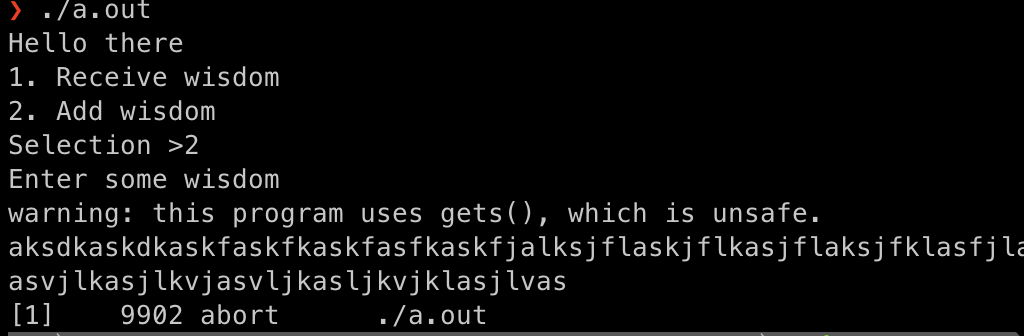 ❯ ./a.out
Hello there
1. Receive wisdom
2. Add wisdom
Selection >2
Enter some wisdom
warning: this program uses gets(), which is unsafe.
aksdkaskdkaskfaskfkaskfasfkaskfjalksjflaskjflkasjflaksjfklasfjla
asvjlkasjlkvjasvljkasljkvjklasjlvas
[1]    9902 abort      ./a.out